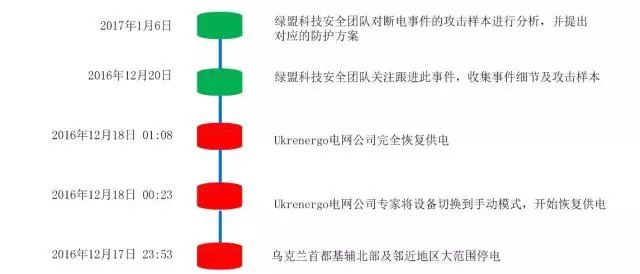 2017年1月6日
绿盟科技安全团队对断电事件的攻击样本进行分析，并提出
对应的防护方案
2016年12月20日
绿盟科技安全团队关注跟进此事件，收集事件细节及攻击样本
2016年12月18日 01:08
Ukrenergo电网公司完全恢复供电
2016年12月18日 00:23
Ukrenergo电网公司专家将设备切换到手动模式，开始恢复供电
2016年12月17日 23:53
乌克兰首都基辅北部及邻近地区大范围停电